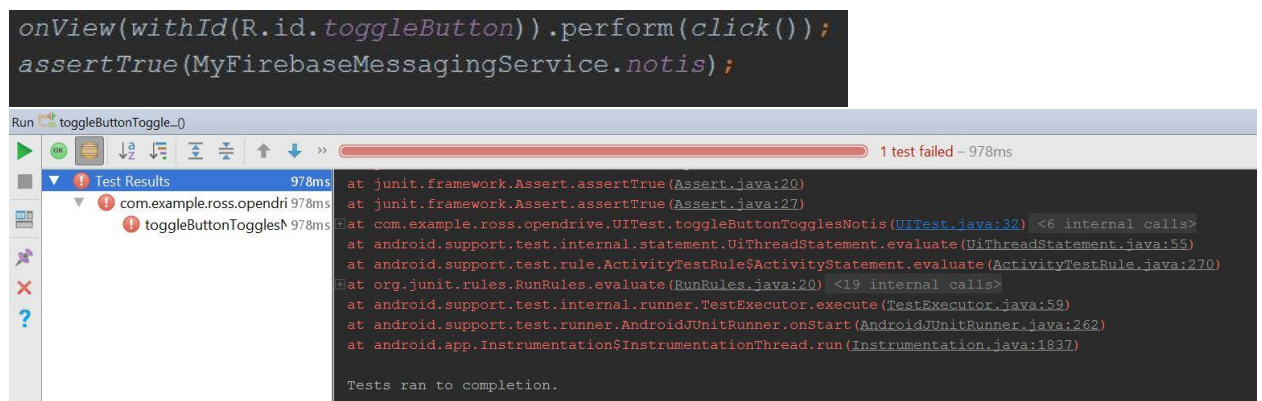 onView(withId(R.id.toggleButton)).perform(click());
assertTrue(MyFirebaseMessagingService.notis);
Run toggleButtonToggle...()
OK a z » 1 test failed – 978ms
Test Results 978ms
com.example.ross.opendri 978ms
toggleButtonTogglesN 978ms
at junit.framework.Assert.assertTrue(Assert.java:20)
at junit.framework.Assert.assertTrue(Assert.java:27)
at com.example.ross.opendrive.UITest.toggleButtonTogglesNotis(UITest.java:32) <6 internal calls>
at android.support.test.internal.statement.UiThreadStatement.evaluate(UiThreadStatement.java:55)
at android.support.test.rule.ActivityTestRule$ActivityStatement.evaluate(ActivityTestRule.java:270)
at org.junit.rules.RunRules.evaluate(RunRules.java:20) <19 internal calls>
at android.support.test.internal.runner.TestExecutor.execute(TestExecutor.java:59)
at android.support.test.runner.AndroidJUnitRunner.onStart(AndroidJUnitRunner.java:262)
at android.app.Instrumentation$InstrumentationThread.run(Instrumentation.java:1837)
Tests ran to completion.